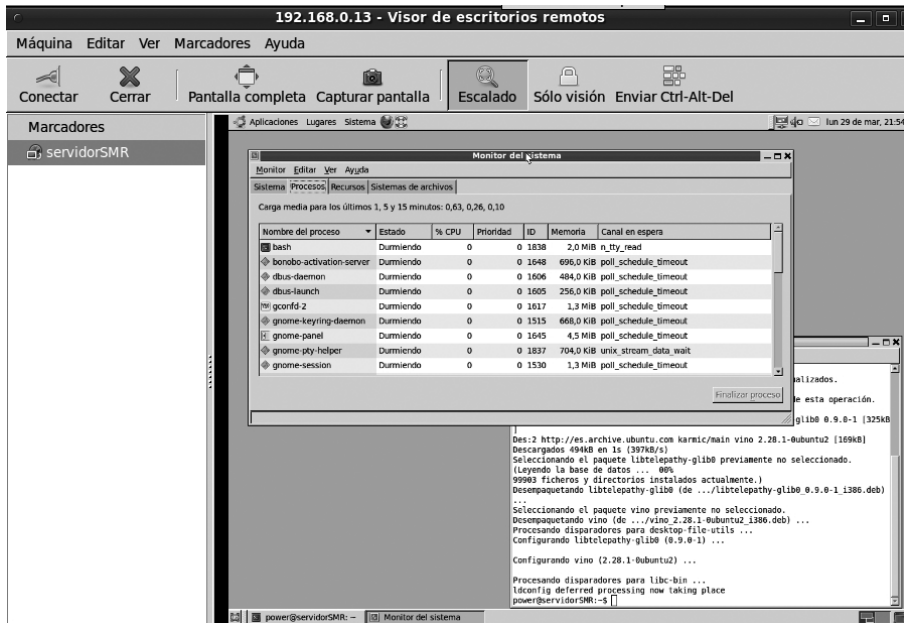 192.168.0.13 - Visor de escritorios remotos
Máquina Editar Ver Marcadores Ayuda
Conectar Cerrar Pantalla completa Capturar pantalla Escalado Sólo visión Enviar Ctrl-Alt-Del
Marcadores
servidorSMR
Aplicaciones Lugares Sistema lun 29 de mar, 21:54
Monitor del sistema
Monitor Editar Ver Ayuda
Sistema Procesos Recursos Sistemas de archivos
Carga media para los últimos 1, 5 y 15 minutos: 0,63, 0,26, 0,10
Nombre del proceso Estado % CPU Prioridad ID Memoria Canal en espera
bash Durmiendo 0 0 1838 2,0 MiB n_tty_read
bonobo-activation-server Durmiendo 0 0 1648 696,0 KiB poll_schedule_timeout
dbus-daemon Durmiendo 0 0 1606 484,0 KiB poll_schedule_timeout
dbus-launch Durmiendo 0 0 1605 256,0 KiB poll_schedule_timeout
gconfd-2 Durmiendo 0 0 1617 1,3 MiB poll_schedule_timeout
gnome-keyring-daemon Durmiendo 0 0 1515 668,0 KiB poll_schedule_timeout
gnome-panel Durmiendo 0 0 1645 4,5 MiB poll_schedule_timeout
gnome-pty-helper Durmiendo 0 0 1837 704,0 KiB unix_stream_data_wait
gnome-session Durmiendo 0 0 1530 1,3 MiB poll_schedule_timeout
Finalizar proceso
alizados.
e esta operación.
-glib0 0.9.0-1 [325kB
]
Des:2 http://es.archive.ubuntu.com karmic/main vino 2.28.1-0ubuntu2 [169kB]
Descargados 494kB en 1s (397kB/s)
Seleccionando el paquete libtelepathy-glib0 previamente no seleccionado.
(Leyendo la base de datos ... 00%
99903 ficheros y directorios instalados actualmente.)
Desempaquetando libtelepathy-glib0 (de .../libtelepathy-glib0_0.9.0-1_i386.deb)
...
Seleccionando el paquete vino previamente no seleccionado.
Desempaquetando vino (de .../vino_2.28.1-0ubuntu2_i386.deb) ...
Procesando disparadores para desktop-file-utils ...
Configurando libtelepathy-glib0 (0.9.0-1) ...
Configurando vino (2.28.1-0ubuntu2) ...
Procesando disparadores para libc-bin ...
ldconfig deferred processing now taking place
power@servidorSMR:~$
power@servidorSMR: ~ Monitor del sistema